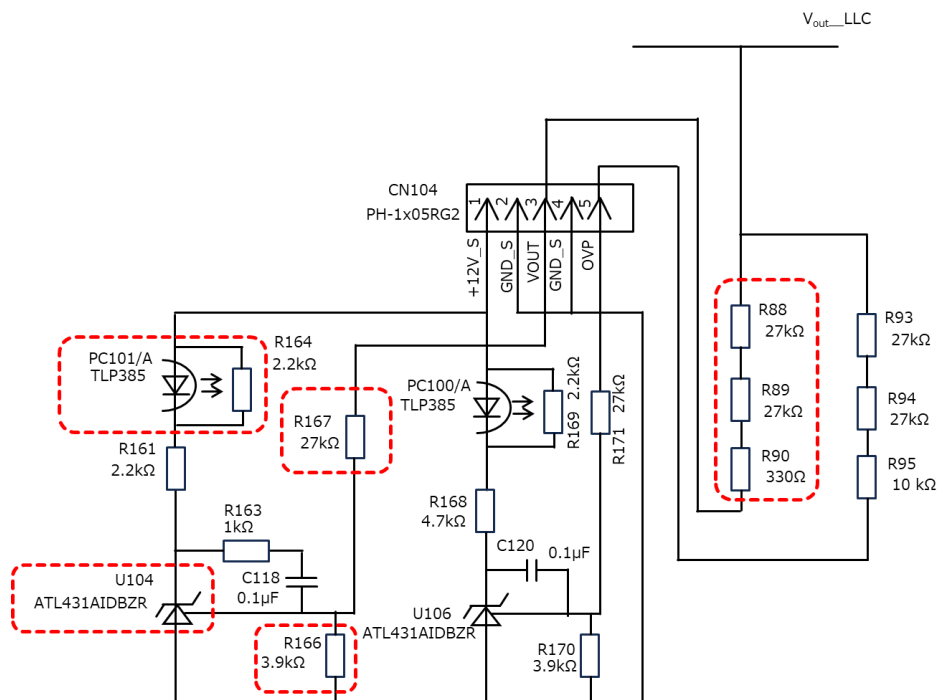 Vout__LLC
CN104
PH-1x05RG2
1
2
3
4
5
+12V_S
GND_S
VOUT
GND_S
OVP
R88
27kΩ
R89
27kΩ
R90
330Ω
R93
27kΩ
R94
27kΩ
R95
10 kΩ
PC101/A
TLP385
R164
2.2kΩ
R167
27kΩ
R161
2.2kΩ
PC100/A
TLP385
R169 2.2kΩ
R171 27kΩ
R168
4.7kΩ
R163
1kΩ
C118
0.1µF
C120
0.1µF
U104
ATL431AIDBZR
U106
ATL431AIDBZR
R166
3.9kΩ
R170
3.9kΩ